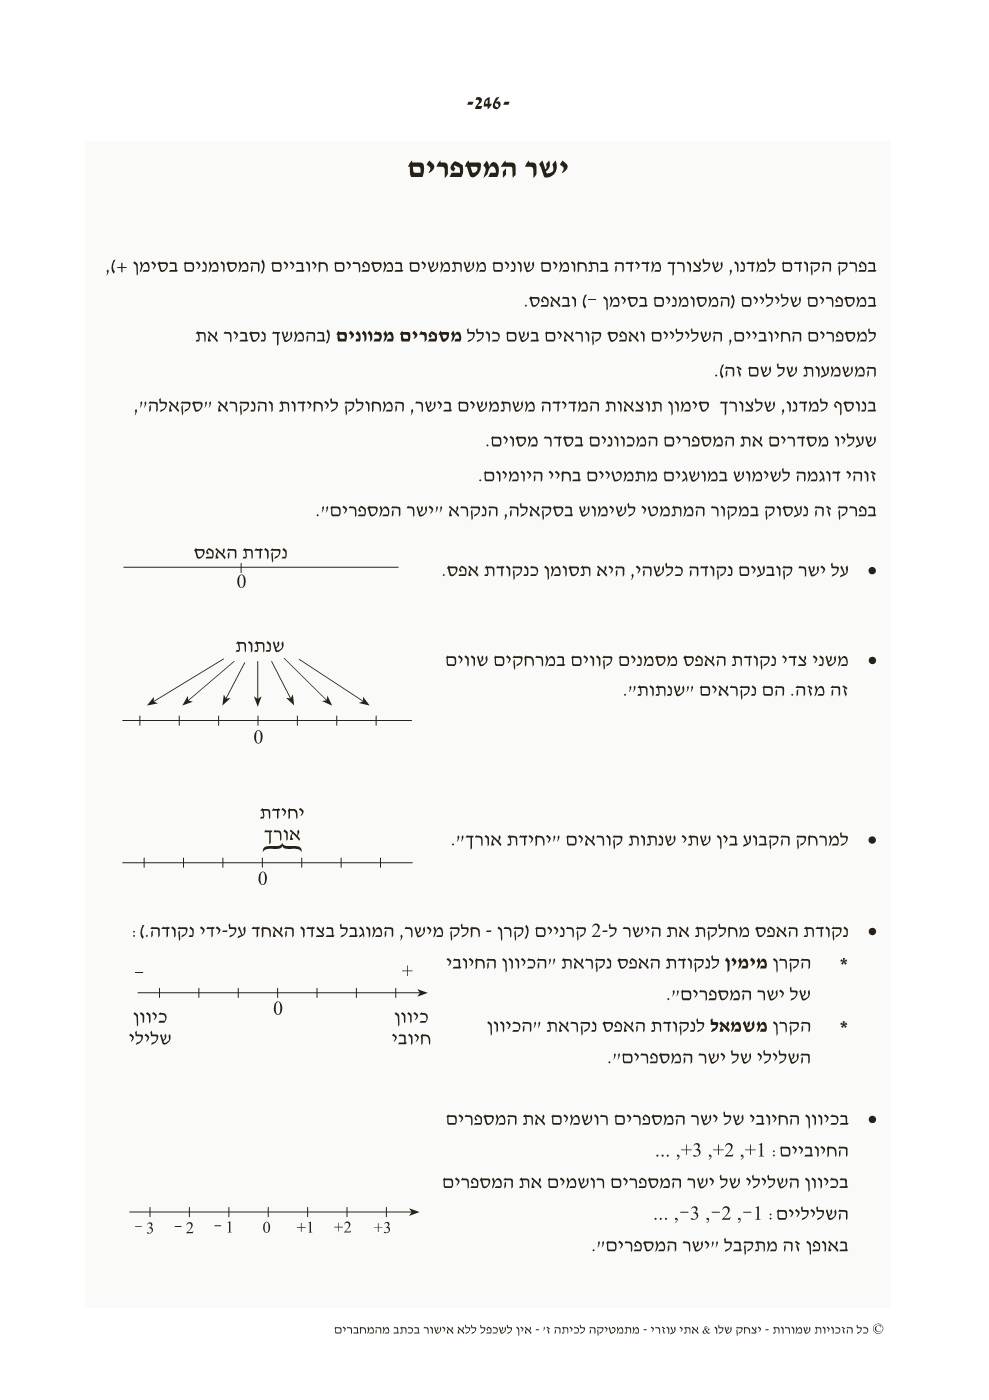 -246-
ישר המספרים
בפרק הקודם למדנו, שלצורך מדידה בתחומים שונים משתמשים במספרים חיוביים (המסומנים בסימן +),
במספרים שליליים (המסומנים בסימן −) ובאפס.
למספרים החיוביים, השליליים ואפס קוראים בשם כולל מספרים מכוונים (בהמשך נסביר את
המשמעות של שם זה).
בנוסף למדנו, שלצורך סימון תוצאות המדידה משתמשים בישר, המחולק ליחידות והנקרא "סקאלה",
שעליו מסדרים את המספרים המכוונים בסדר מסוים.
זוהי דוגמה לשימוש במושגים מתמטיים בחיי היומיום.
בפרק זה נעסוק במקור המתמטי לשימוש בסקאלה, הנקרא "ישר המספרים".
• על ישר קובעים נקודה כלשהי, היא תסומן כנקודת אפס.
נקודת האפס
0
• משני צדי נקודת האפס מסמנים קווים במרחקים שווים
זה מזה. הם נקראים "שנתות".
שנתות
0
• למרחק הקבוע בין שתי שנתות קוראים "יחידת אורך".
יחידת
אורך
0
• נקודת האפס מחלקת את הישר ל-2 קרניים (קרן - חלק מישר, המוגבל בצדו האחד על-ידי נקודה.):
* הקרן מימין לנקודת האפס נקראת "הכיוון החיובי
של ישר המספרים".
* הקרן משמאל לנקודת האפס נקראת "הכיוון
השלילי של ישר המספרים".
− +
0
כיוון חיובי
כיוון שלילי
• בכיוון החיובי של ישר המספרים רושמים את המספרים
החיוביים: +1, +2, +3, ...
בכיוון השלילי של ישר המספרים רושמים את המספרים
השליליים: −1, −2, −3, ...
באופן זה מתקבל "ישר המספרים".
−3 −2 −1 0 +1 +2 +3
© כל הזכויות שמורות - יצחק שלו & אתי עוזרי - מתמטיקה לכיתה ז' - אין לשכפל ללא אישור בכתב מהמחברים